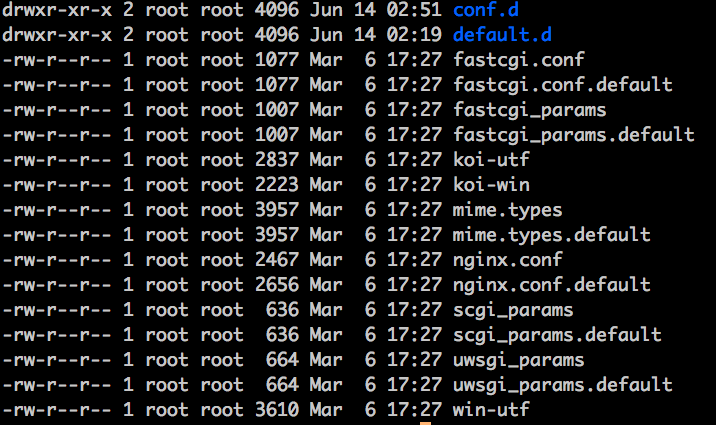 drwxr-xr-x 2 root root 4096 Jun 14 02:51 conf.d
drwxr-xr-x 2 root root 4096 Jun 14 02:19 default.d
-rw-r--r-- 1 root root 1077 Mar  6 17:27 fastcgi.conf
-rw-r--r-- 1 root root 1077 Mar  6 17:27 fastcgi.conf.default
-rw-r--r-- 1 root root 1007 Mar  6 17:27 fastcgi_params
-rw-r--r-- 1 root root 1007 Mar  6 17:27 fastcgi_params.default
-rw-r--r-- 1 root root 2837 Mar  6 17:27 koi-utf
-rw-r--r-- 1 root root 2223 Mar  6 17:27 koi-win
-rw-r--r-- 1 root root 3957 Mar  6 17:27 mime.types
-rw-r--r-- 1 root root 3957 Mar  6 17:27 mime.types.default
-rw-r--r-- 1 root root 2467 Mar  6 17:27 nginx.conf
-rw-r--r-- 1 root root 2656 Mar  6 17:27 nginx.conf.default
-rw-r--r-- 1 root root  636 Mar  6 17:27 scgi_params
-rw-r--r-- 1 root root  636 Mar  6 17:27 scgi_params.default
-rw-r--r-- 1 root root  664 Mar  6 17:27 uwsgi_params
-rw-r--r-- 1 root root  664 Mar  6 17:27 uwsgi_params.default
-rw-r--r-- 1 root root 3610 Mar  6 17:27 win-utf